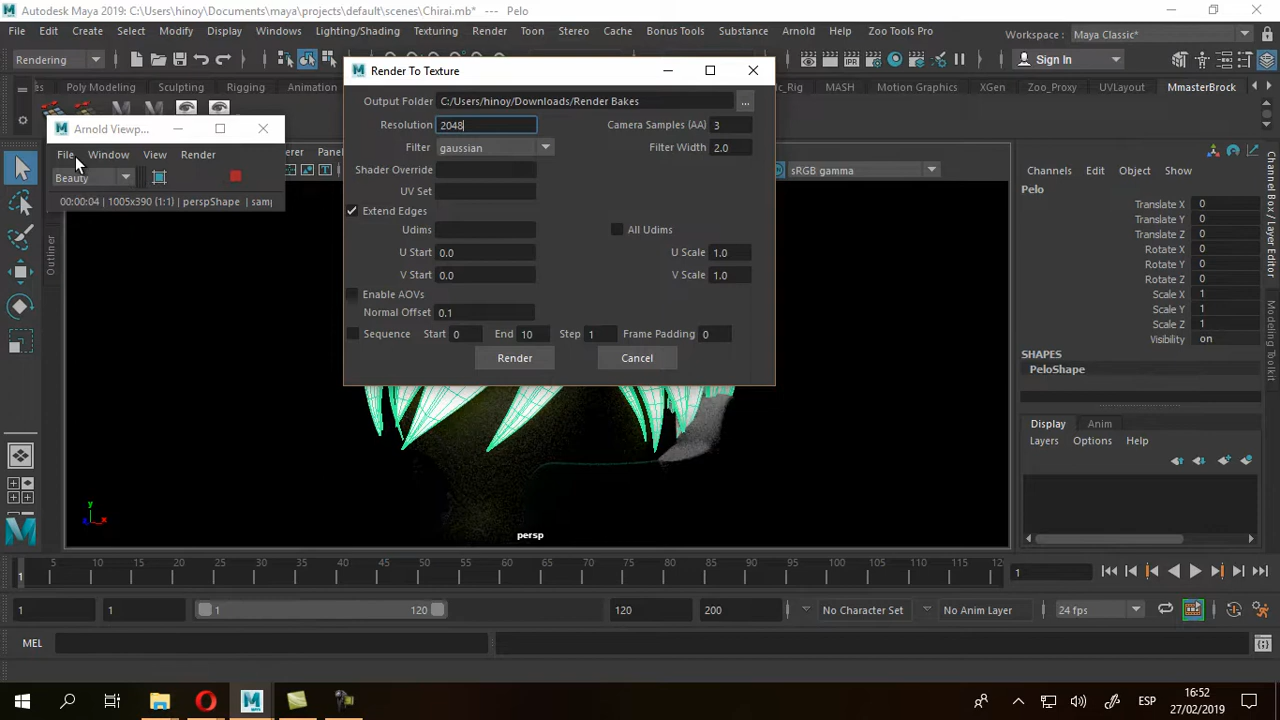 Autodesk Maya 2019: C:\Users\hinoy\Documents\maya\projects\default\scenes\Chirai.mb* --- Pelo
File Edit Create Select Modify Display Windows Lighting/Shading Texturing Render Toon Stereo Cache Bonus Tools Substance Arnold Help Zoo Tools Pro
Workspace : Maya Classic*
Rendering
Sign In
Poly Modeling Sculpting Rigging Animation
MASH Motion Graphics XGen Zoo_Proxy UVLayout MmasterBrock
Render To Texture
Output Folder C:/Users/hinoy/Downloads/Render Bakes ...
Resolution 2048 Camera Samples (AA) 3
Filter gaussian Filter Width 2.0
Shader Override
UV Set
Extend Edges
Udims All Udims
U Start 0.0 U Scale 1.0
V Start 0.0 V Scale 1.0
Enable AOVs
Normal Offset 0.1
Sequence Start 0 End 10 Step 1 Frame Padding 0
Render Cancel
Arnold Viewp...
File Window View Render
Beauty
00:00:04 | 1005x390 (1:1) | perspShape | samp
sRGB gamma
Outliner
persp
Channels Edit Object Show
Pelo
Translate X 0
Translate Y 0
Translate Z 0
Rotate X 0
Rotate Y 0
Rotate Z 0
Scale X 1
Scale Y 1
Scale Z 1
Visibility on
SHAPES
PeloShape
Display Anim
Layers Options Help
Channel Box / Layer Editor
Modeling Toolkit
5 10 15 20 25 30 35 40 45 50 55 60 65 70 75 80 85 90 95 100 105 110 115 12
1
1
1 1 1 120 120 200 No Character Set No Anim Layer 24 fps
MEL
ESP
16:52
27/02/2019